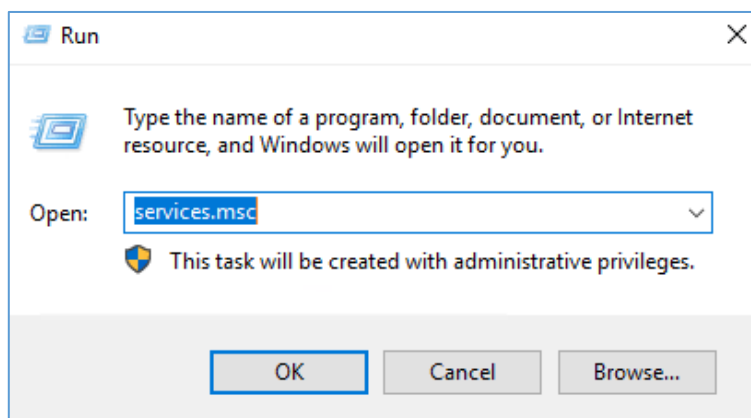 Run
Type the name of a program, folder, document, or Internet
resource, and Windows will open it for you.
Open: services.msc
This task will be created with administrative privileges.
OK Cancel Browse...